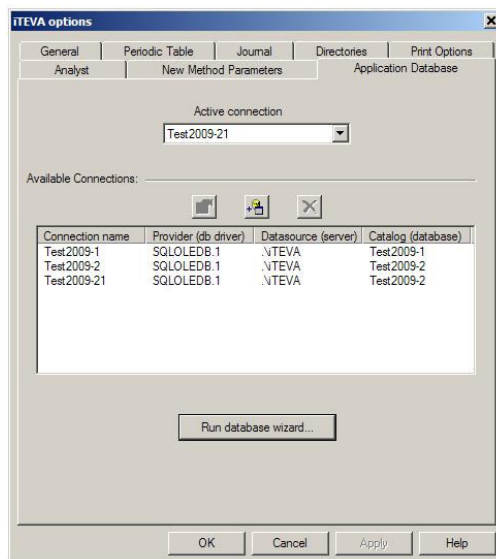 iTEVA options
General Periodic Table Journal Directories Print Options
Analyst New Method Parameters Application Database
Active connection
Test2009-21
Available Connections:
Connection name Provider (db driver) Datasource (server) Catalog (database)
Test2009-1 SQLOLEDB.1 .\iTEVA Test2009-1
Test2009-2 SQLOLEDB.1 .\iTEVA Test2009-2
Test2009-21 SQLOLEDB.1 .\iTEVA Test2009-2
Run database wizard...
OK Cancel Apply Help